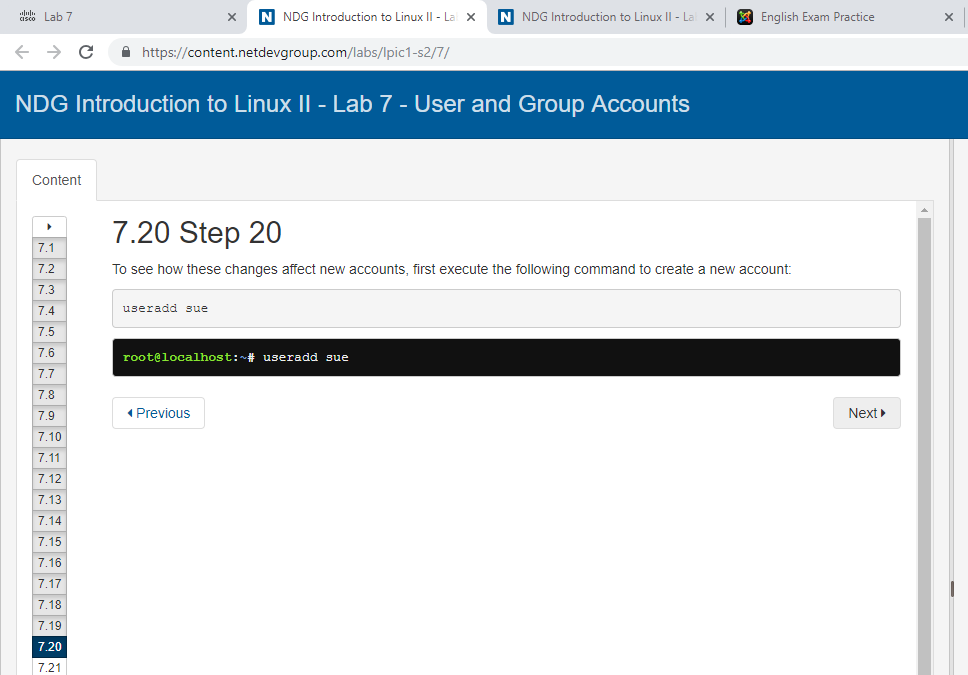 Lab 7
NDG Introduction to Linux II - La
NDG Introduction to Linux II - La
English Exam Practice
https://content.netdevgroup.com/labs/lpic1-s2/7/
NDG Introduction to Linux II - Lab 7 - User and Group Accounts
Content
7.1
7.2
7.3
7.4
7.5
7.6
7.7
7.8
7.9
7.10
7.11
7.12
7.13
7.14
7.15
7.16
7.17
7.18
7.19
7.20
7.21
7.20 Step 20
To see how these changes affect new accounts, first execute the following command to create a new account:
useradd sue
root@localhost:~# useradd sue
Previous
Next